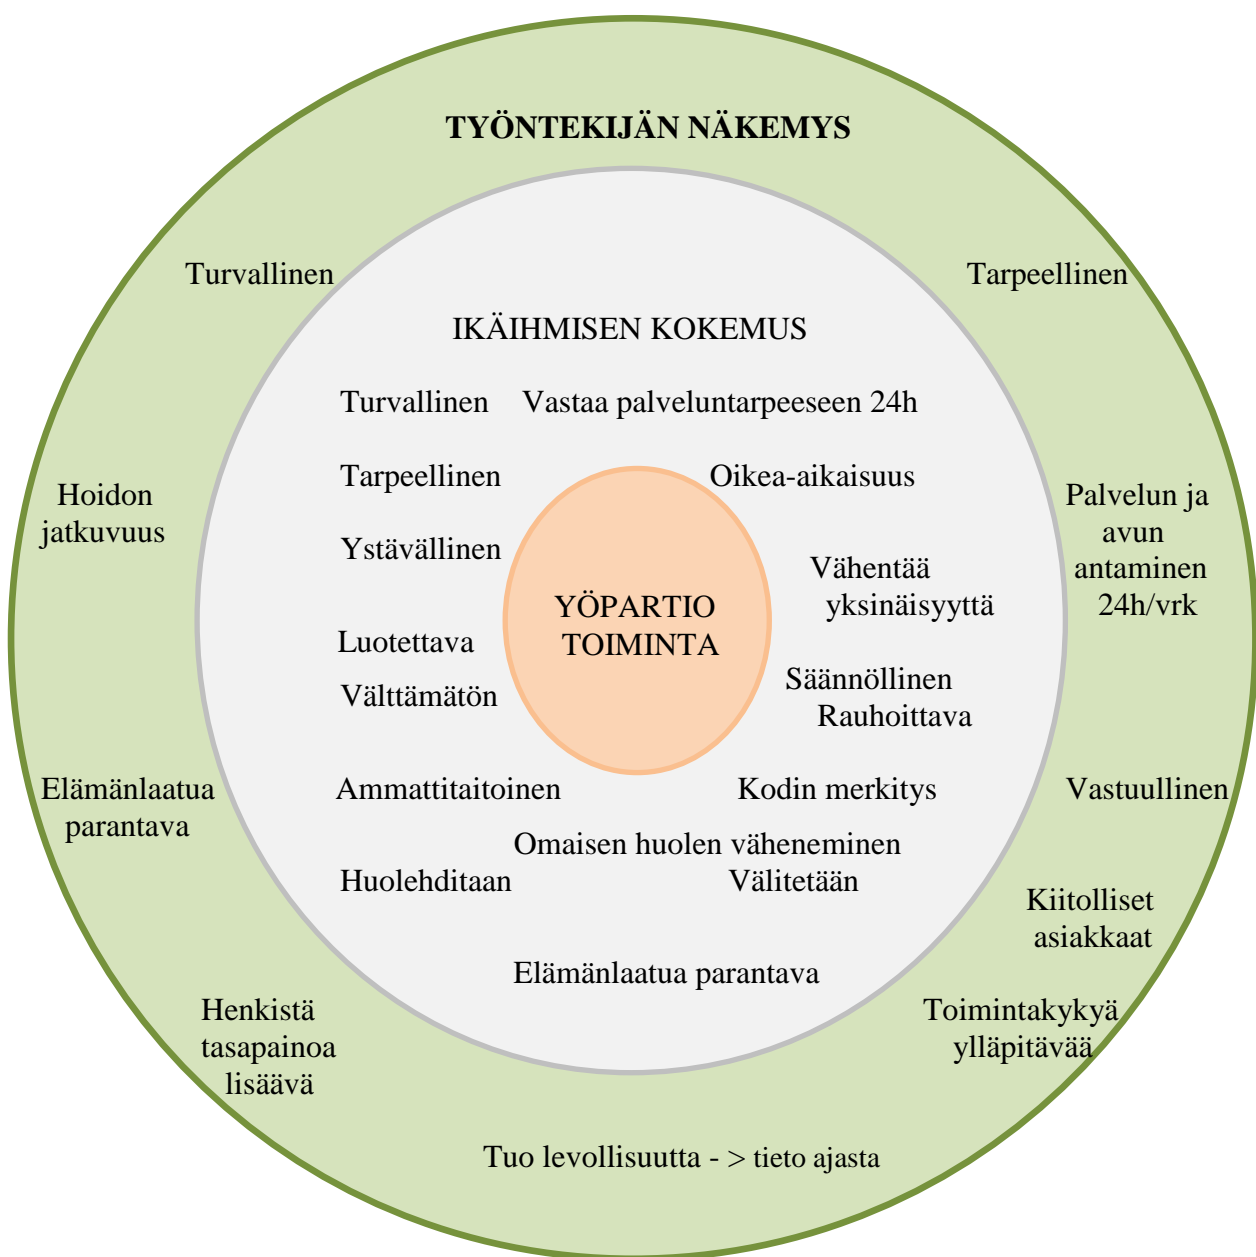 TYÖNTEKIJÄN NÄKEMYS
Turvallinen
Tarpeellinen
IKÄIHMISEN KOKEMUS
Turvallinen
Vastaa palveluntarpeeseen 24h
Tarpeellinen
Oikea-aikaisuus
Hoidon
jatkuvuus
Palvelun ja
avun
antaminen
24h/vrk
Ystävällinen
Vähentää
yksinäisyyttä
YÖPARTIO
TOIMINTA
Luotettava
Välttämätön
Säännöllinen
Rauhoittava
Elämänlaatua
parantava
Ammattitaitoinen
Kodin merkitys
Vastuullinen
Omaisen huolen väheneminen
Huolehditaan
Välitetään
Kiitolliset
asiakkaat
Elämänlaatua parantava
Henkistä
tasapainoa
lisäävä
Toimintakykyä
ylläpitävää
Tuo levollisuutta - > tieto ajasta